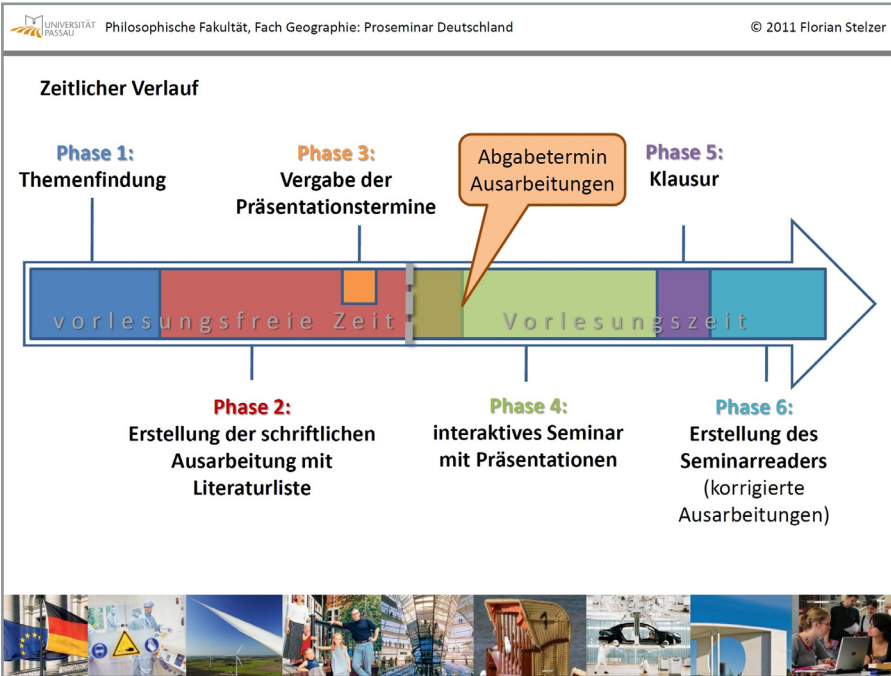 UNIVERSITÄT
PASSAU
Philosophische Fakultät, Fach Geographie: Proseminar Deutschland
© 2011 Florian Stelzer
Zeitlicher Verlauf
Phase 1:
Themenfindung
Phase 3:
Vergabe der
Präsentationstermine
Abgabetermin
Ausarbeitungen
Phase 5:
Klausur
vorlesungsfreie Zeit
Vorlesungszeit
Phase 2:
Erstellung der schriftlichen
Ausarbeitung mit
Literaturliste
Phase 4:
interaktives Seminar
mit Präsentationen
Phase 6:
Erstellung des
Seminarreaders
(korrigierte
Ausarbeitungen)
1